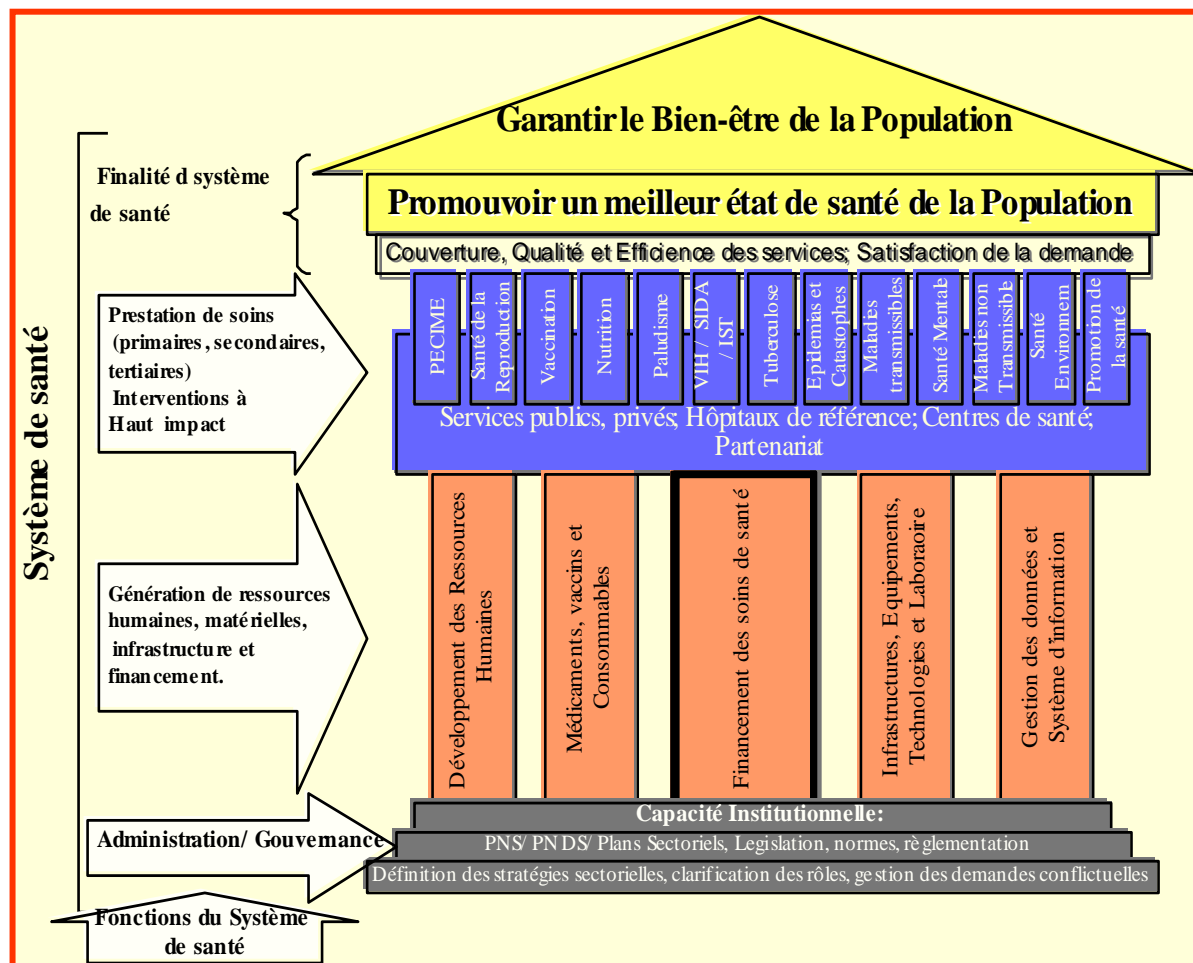 Système de santé
Garantir le Bien-être de la Population
Finalité d système
de santé
Promouvoir un meilleur état de santé de la Population
Couverture, Qualité et Efficience des services; Satisfaction de la demande
Prestation de soins
(primaires, secondaires,
tertiaires)
Interventions à
Haut impact
PECIME
Santé de la
Reproduction
Vaccination
Nutrition
Paludisme
VIH / SIDA
/ IST
Tuberculose
Epidemias et
Catastophes
Maladies
transmissibles
Santé Mentale
Maladies non
Transmissible
Santé
Environnem
Promotion de
la santé
Services publics, privés; Hôpitaux de référence; Centres de santé;
Partenariat
Génération de ressources
humaines, matérielles,
infrastructure et
financement.
Développement des Ressources
Humaines
Médicaments, vaccins et
Consommables
Financement des soins de santé
Infrastructures, Equipements,
Technologies et Laboraoire
Gestion des données et
Système d'information
Administration/ Gouvernance
Capacité Institutionnelle:
PNS/ PNDS/ Plans Sectoriels, Legislation, normes, règlementation
Définition des stratégies sectorielles, clarification des rôles, gestion des demandes conflictuelles
Fonctions du Système
de santé